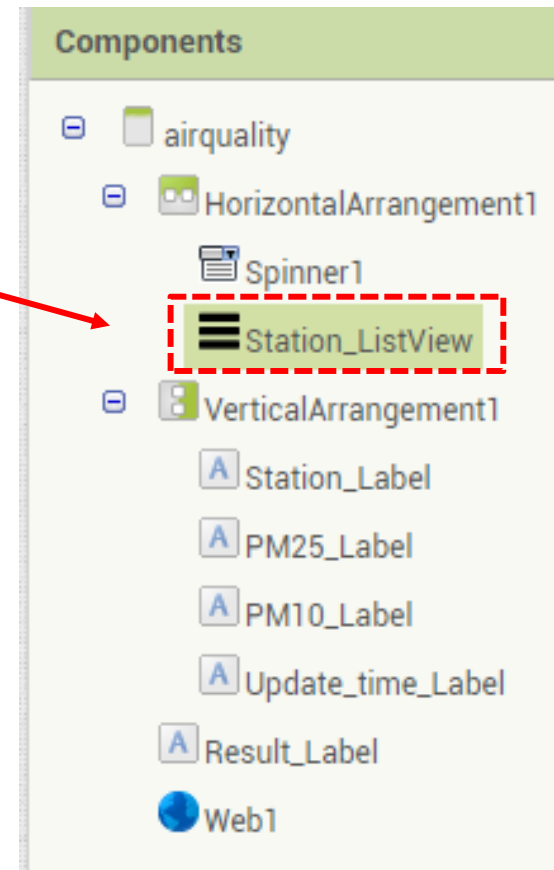 Components
airquality
HorizontalArrangement1
Spinner1
Station_ListView
VerticalArrangement1
A Station_Label
A PM25_Label
A PM10_Label
A Update_time_Label
A Result_Label
Web1